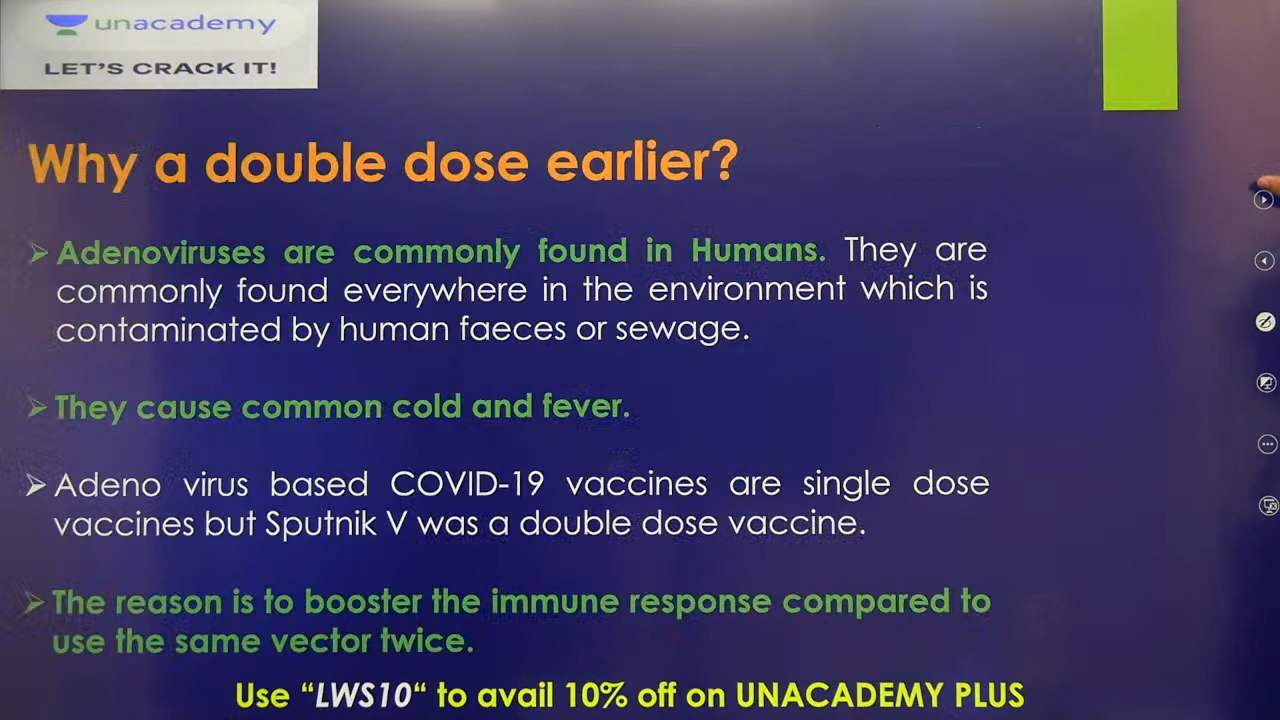 unacademy
LET'S CRACK IT!
Why a double dose earlier?
Adenoviruses are commonly found in Humans. They are
commonly found everywhere in the environment which is
contaminated by human faeces or sewage.
They cause common cold and fever.
Adeno virus based COVID-19 vaccines are single dose
vaccines but Sputnik V was a double dose vaccine.
The reason is to booster the immune response compared to
use the same vector twice.
Use “LWS10“ to avail 10% off on UNACADEMY PLUS